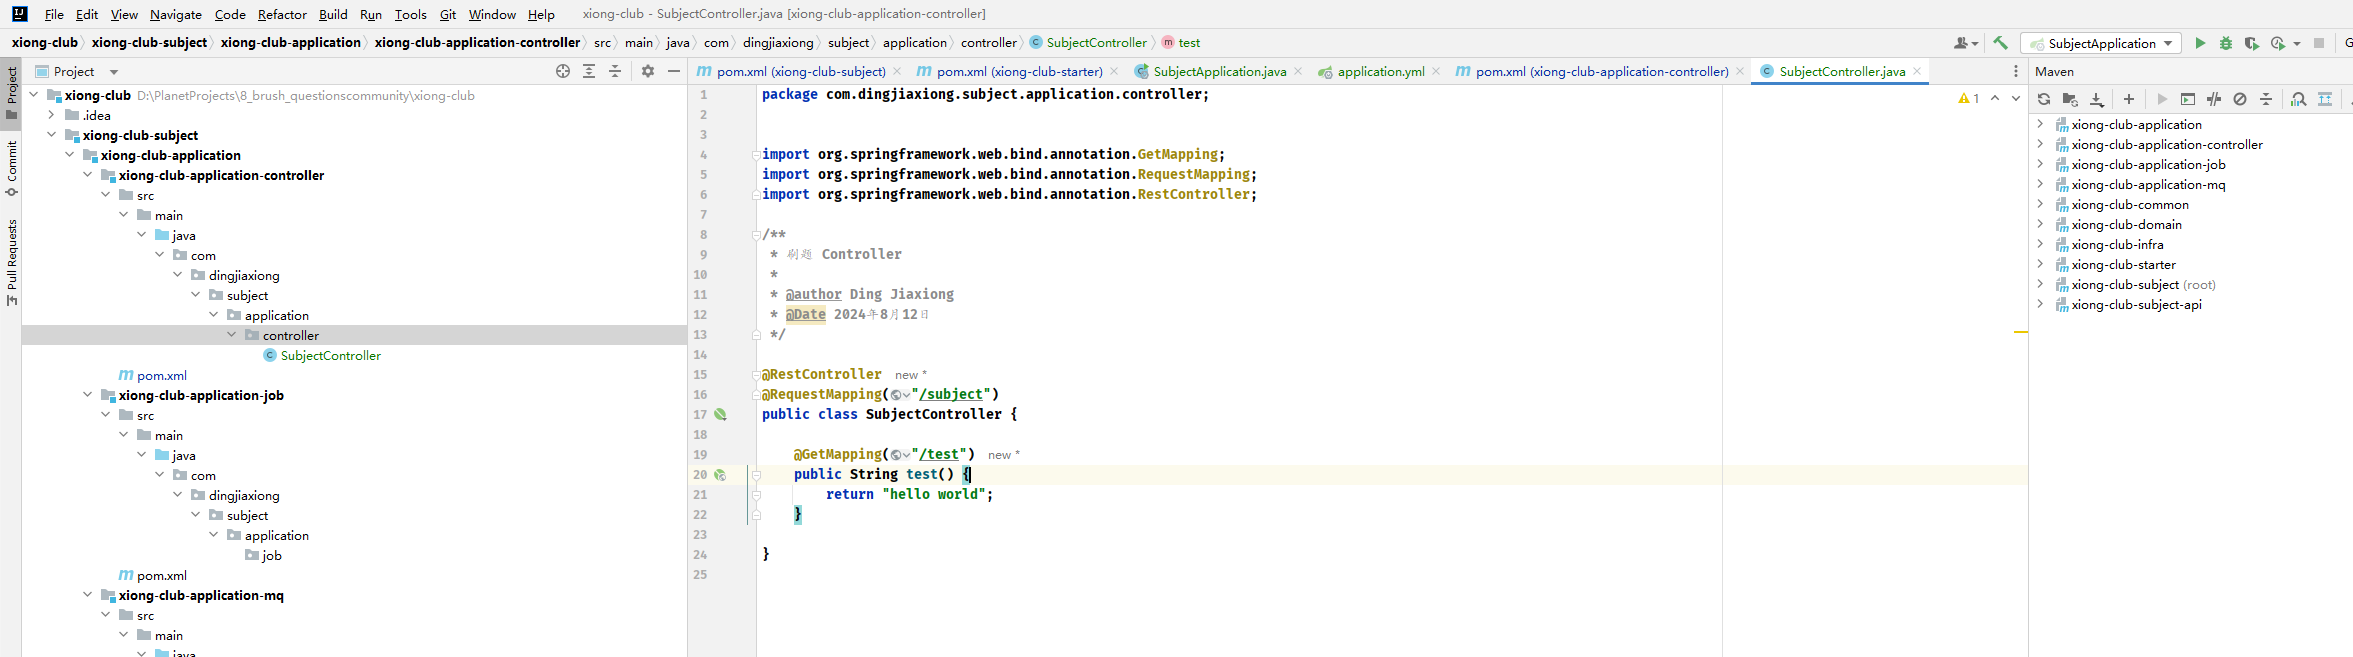 File Edit View Navigate Code Refactor Build Run Tools Git Window Help xiong-club - SubjectController.java [xiong-club-application-controller]
xiong-club xiong-club-subject xiong-club-application xiong-club-application-controller src main java com dingjiaxiong subject application controller SubjectController test
SubjectApplication
Project
Commit
Pull Requests
Project
xiong-club D:\PlanetProjects\8_brush_questionscommunity\xiong-club
.idea
xiong-club-subject
xiong-club-application
xiong-club-application-controller
src
main
java
com
dingjiaxiong
subject
application
controller
SubjectController
pom.xml
xiong-club-application-job
src
main
java
com
dingjiaxiong
subject
application
job
pom.xml
xiong-club-application-mq
src
main
java
pom.xml (xiong-club-subject) pom.xml (xiong-club-starter) SubjectApplication.java application.yml pom.xml (xiong-club-application-controller) SubjectController.java
1 package com.dingjiaxiong.subject.application.controller;
2
3
4 import org.springframework.web.bind.annotation.GetMapping;
5 import org.springframework.web.bind.annotation.RequestMapping;
6 import org.springframework.web.bind.annotation.RestController;
7
8 /**
9 * 刷题 Controller
10 *
11 * @author Ding Jiaxiong
12 * @Date 2024年8月12日
13 */
14
15 @RestController new *
16 @RequestMapping("/subject")
17 public class SubjectController {
18
19 @GetMapping("/test") new *
20 public String test() {
21 return "hello world";
22 }
23
24 }
25
1
Maven
xiong-club-application
xiong-club-application-controller
xiong-club-application-job
xiong-club-application-mq
xiong-club-common
xiong-club-domain
xiong-club-infra
xiong-club-starter
xiong-club-subject (root)
xiong-club-subject-api